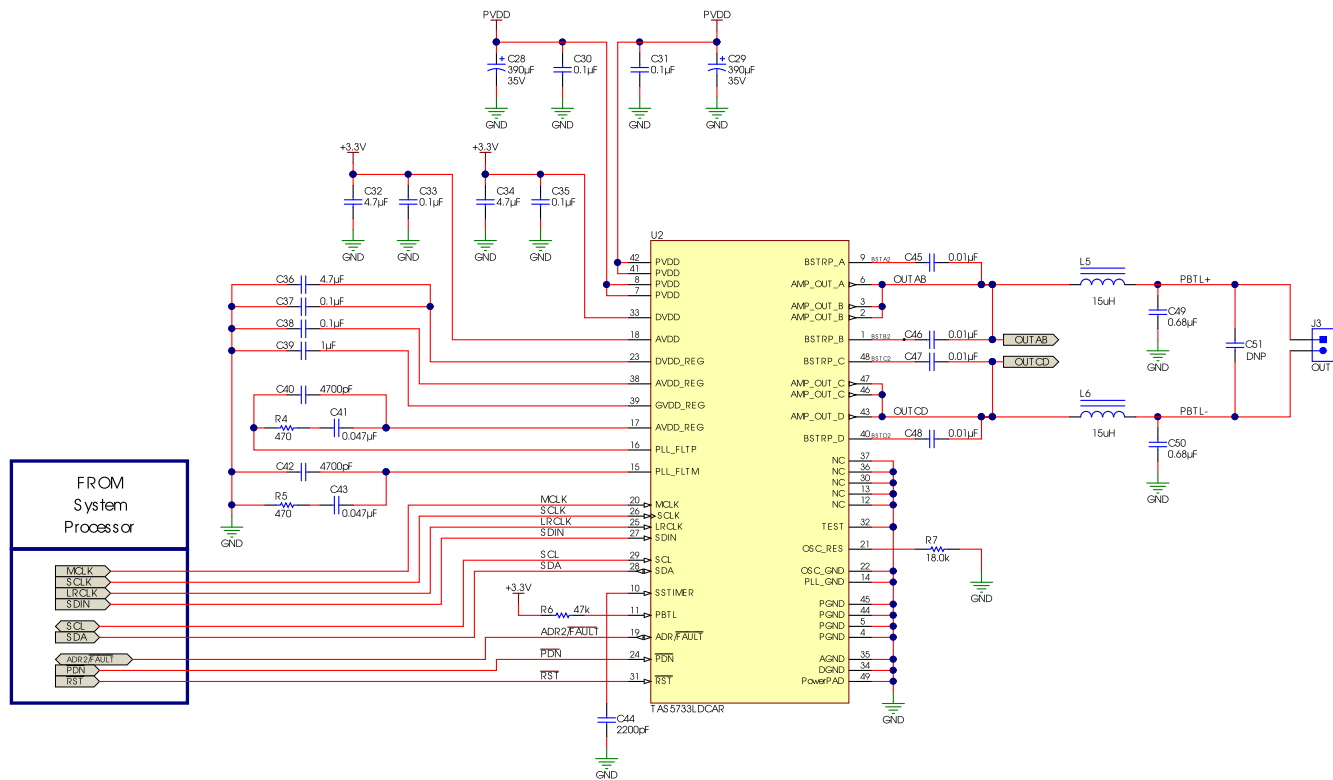 PVDD
C28
390µF
35V
GND
C30
0.1µF
GND
C31
0.1µF
GND
PVDD
C29
390µF
35V
GND
+3.3V
C32
4.7µF
GND
C33
0.1µF
GND
+3.3V
C34
4.7µF
GND
C35
0.1µF
GND
C36 4.7µF
C37 0.1µF
C38 0.1µF
C39 1µF
C40 4700pF
R4
470
C41
0.047µF
C42 4700pF
R5
470
C43
0.047µF
GND
U2
42 PVDD
41 PVDD
8 PVDD
7 PVDD
33 DVDD
18 AVDD
23 DVDD_REG
38 AVDD_REG
39 GVDD_REG
17 AVDD_REG
16 PLL_FLTP
15 PLL_FLTM
MCLK 20 MCLK
SCLK 26 SCLK
LRCLK 25 LRCLK
SDIN 27 SDIN
SCL 29 SCL
SDA 28 SDA
10 SSTIMER
+3.3V
R6 47k 11 PBTL
ADR2/FAULT 19 ADR/FAULT
PDN 24 PDN
RST 31 RST
TAS5733LDCAR
C44
2200pF
GND
FROM
System
Processor
MCLK
SCLK
LRCLK
SDIN
SCL
SDA
ADR2/FAULT
PDN
RST
BSTRP_A 9 BSTA2 C45 0.01µF
AMP_OUT_A 6 OUTAB
AMP_OUT_B 3
AMP_OUT_B 2
BSTRP_B 1 BSTB2 C46 0.01µF
OUTAB
BSTRP_C 48 BSTC2 C47 0.01µF
OUTCD
AMP_OUT_C 47
AMP_OUT_C 46
AMP_OUT_D 43 OUTCD
BSTRP_D 40 BSTD2 C48 0.01µF
NC 37
NC 36
NC 30
NC 13
NC 12
TEST 32
OSC_RES 21
R7
18.0k
GND
OSC_GND 22
PLL_GND 14
PGND 45
PGND 44
PGND 5
PGND 4
AGND 35
DGND 34
PowerPAD 49
GND
L5
15uH
PBTL+
C49
0.68µF
GND
C51
DNP
J3
OUT
L6
15uH
PBTL-
C50
0.68µF
GND